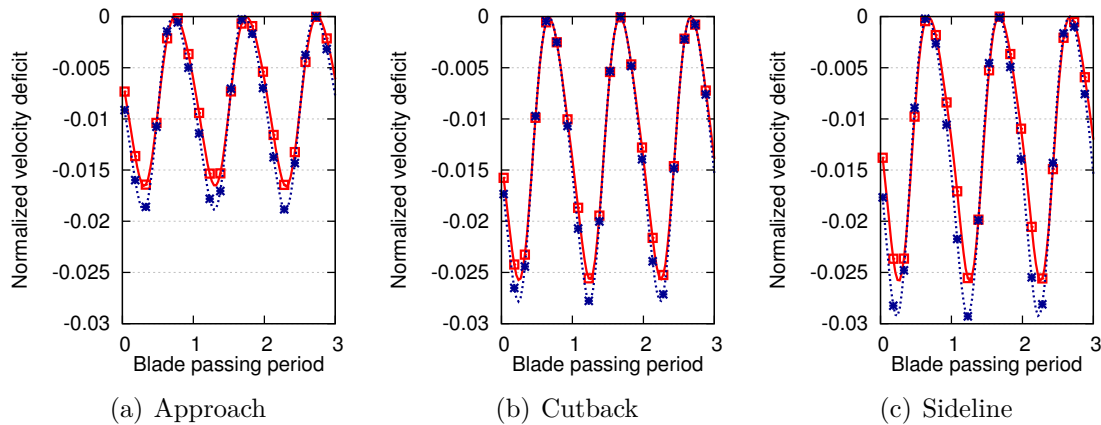 Normalized velocity deficit
0
-0.005
-0.01
-0.015
-0.02
-0.025
-0.03
0 1 2 3
Blade passing period
(a) Approach
Normalized velocity deficit
0
-0.005
-0.01
-0.015
-0.02
-0.025
-0.03
0 1 2 3
Blade passing period
(b) Cutback
Normalized velocity deficit
0
-0.005
-0.01
-0.015
-0.02
-0.025
-0.03
0 1 2 3
Blade passing period
(c) Sideline